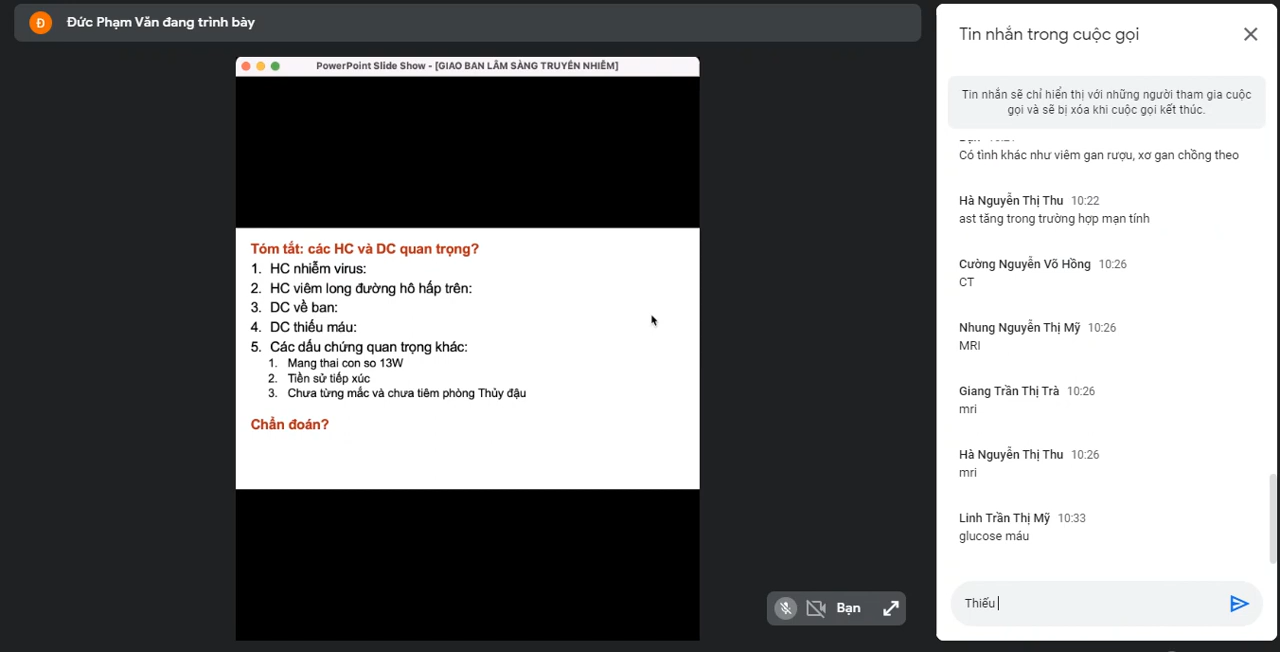 Đ
Đức Phạm Văn đang trình bày
PowerPoint Slide Show - [GIAO BAN LÂM SÀNG TRUYỀN NHIỄM]
Tóm tắt: các HC và DC quan trọng?
1. HC nhiễm virus:
2. HC viêm long đường hô hấp trên:
3. DC về ban:
4. DC thiếu máu:
5. Các dấu chứng quan trọng khác:
1. Mang thai con so 13W
2. Tiền sử tiếp xúc
3. Chưa từng mắc và chưa tiêm phòng Thủy đậu
Chẩn đoán?
Bạn
Tin nhắn trong cuộc gọi
Tin nhắn sẽ chỉ hiển thị với những người tham gia cuộc
gọi và sẽ bị xóa khi cuộc gọi kết thúc.
Có tình khác như viêm gan rượu, xơ gan chồng theo
Hà Nguyễn Thị Thu 10:22
ast tăng trong trường hợp mạn tính
Cường Nguyễn Võ Hồng 10:26
CT
Nhung Nguyễn Thị Mỹ 10:26
MRI
Giang Trần Thị Trà 10:26
mri
Hà Nguyễn Thị Thu 10:26
mri
Linh Trần Thị Mỹ 10:33
glucose máu
Thiếu